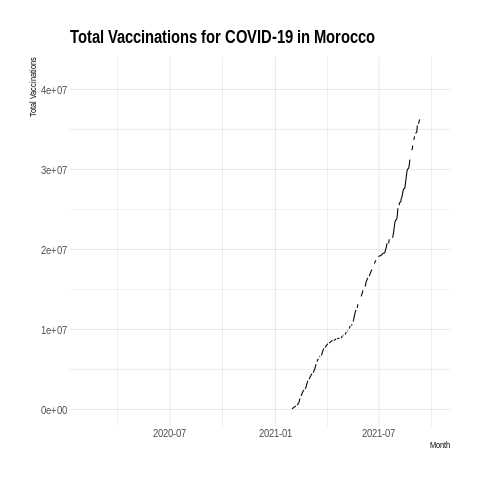 Total Vaccinations for COVID-19 in Morocco
Total Vaccinations
4e+07
3e+07
2e+07
1e+07
0e+00
2020-07
2021-01
2021-07
Month